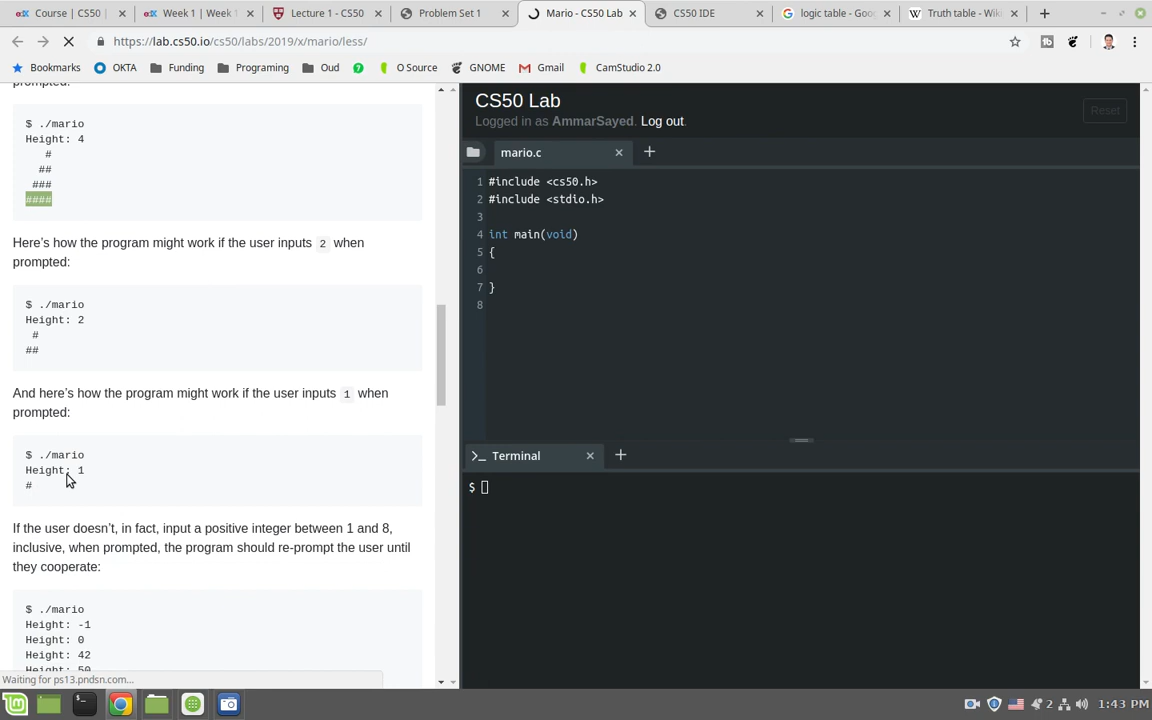 Course | CS50 |
Week 1 | Week
Lecture 1 - CS50
Problem Set 1
Mario - CS50 Lab
CS50 IDE
logic table - Goo
Truth table - Wiki
https://lab.cs50.io/cs50/labs/2019/x/mario/less/
Bookmarks
OKTA
Funding
Programing
Oud
O Source
GNOME
Gmail
CamStudio 2.0
prompted:
$ ./mario
Height: 4
#
##
###
####
Here’s how the program might work if the user inputs 2 when
prompted:
$ ./mario
Height: 2
#
##
And here’s how the program might work if the user inputs 1 when
prompted:
$ ./mario
Height: 1
#
If the user doesn’t, in fact, input a positive integer between 1 and 8,
inclusive, when prompted, the program should re-prompt the user until
they cooperate:
$ ./mario
Height: -1
Height: 0
Height: 42
Height: 50
Waiting for ps13.pndsn.com...
CS50 Lab
Logged in as AmmarSayed. Log out.
Reset
mario.c
1 #include <cs50.h>
2 #include <stdio.h>
3
4 int main(void)
5 {
6
7 }
8
>_ Terminal
$
2
1:43 PM